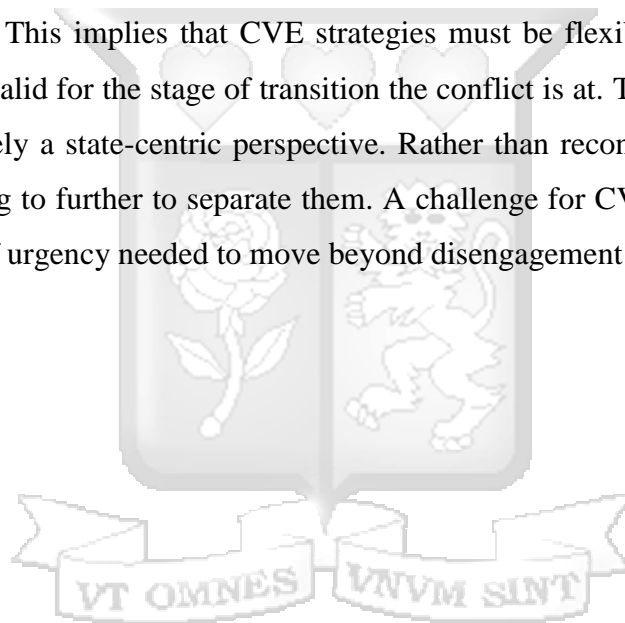 This implies that CVE strategies must be flexi
alid for the stage of transition the conflict is at. T
ely a state-centric perspective. Rather than recon
g to further to separate them. A challenge for CV
f urgency needed to move beyond disengagement
VT OMNES VNVM SINT